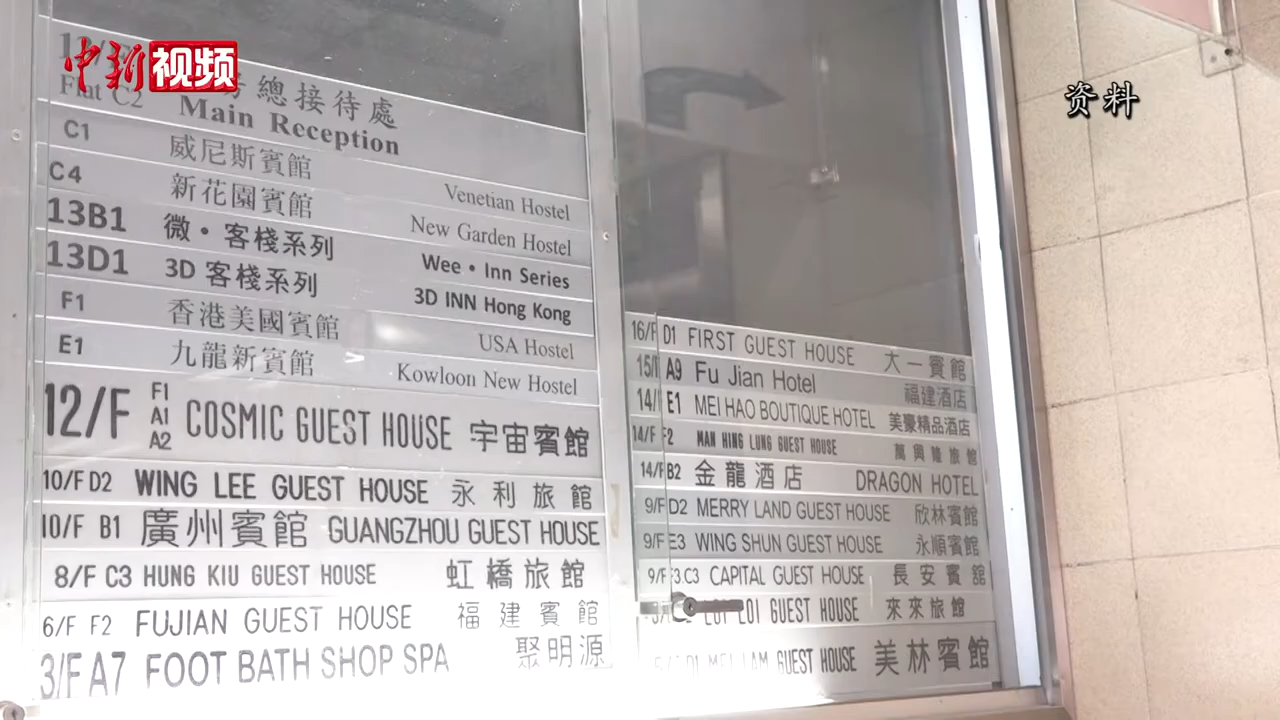 中新视频
资料
總接待處
Flat C2 Main Reception
C1 威尼斯賓館 Venetian Hostel
C4 新花園賓館 New Garden Hostel
13B1 微・客棧系列 Wee・Inn Series
13D1 3D 客棧系列 3D INN Hong Kong
F1 香港美國賓館 USA Hostel
E1 九龍新賓館 Kowloon New Hostel
12/F F1 A1 A2 COSMIC GUEST HOUSE 宇宙賓館
10/F D2 WING LEE GUEST HOUSE 永利旅館
10/F B1 廣州賓館 GUANGZHOU GUEST HOUSE
8/F C3 HUNG KIU GUEST HOUSE 虹橋旅館
6/F F2 FUJIAN GUEST HOUSE 福建賓館
3/F A7 FOOT BATH SHOP SPA 聚明源
16/F D1 FIRST GUEST HOUSE 大一賓館
15/F A9 Fu Jian Hotel 福建酒店
14/F E1 MEI HAO BOUTIQUE HOTEL 美豪精品酒店
14/F F2 MAN HING LUNG GUEST HOUSE 萬興隆旅館
14/F B2 金龍酒店 DRAGON HOTEL
9/F D2 MERRY LAND GUEST HOUSE 欣林賓館
9/F E3 WING SHUN GUEST HOUSE 永順賓館
9/F F3.C3 CAPITAL GUEST HOUSE 長安賓館
LOI LOI GUEST HOUSE 來來旅館
D1 MEI LAM GUEST HOUSE 美林賓館